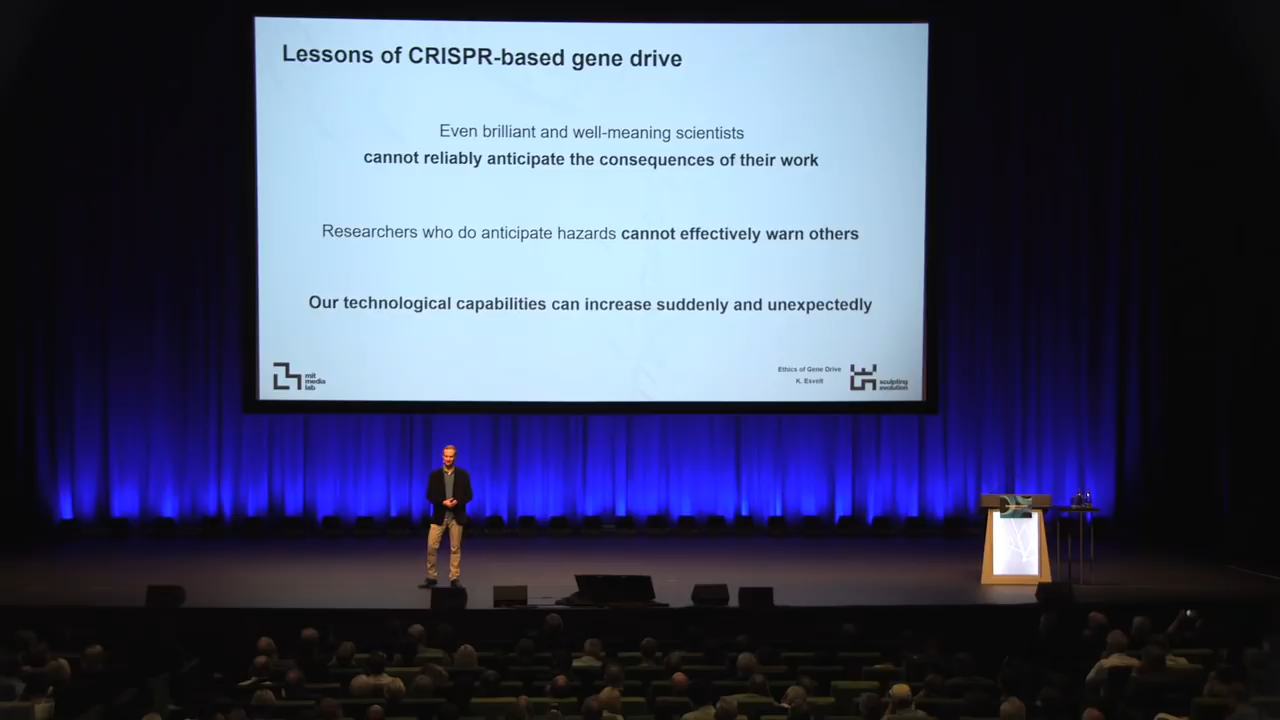 Lessons of CRISPR-based gene drive
Even brilliant and well-meaning scientists
cannot reliably anticipate the consequences of their work
Researchers who do anticipate hazards cannot effectively warn others
Our technological capabilities can increase suddenly and unexpectedly
mit
media
lab
Ethics of Gene Drive
K. Esvelt
sculpting
evolution